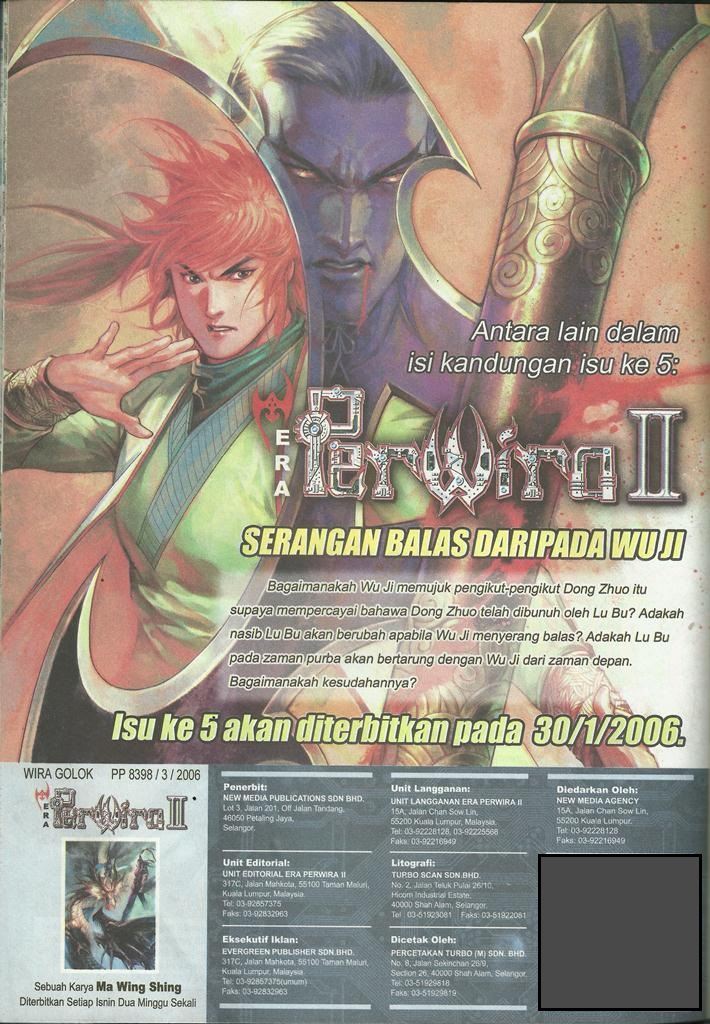 Antara lain dalam
isi kandungan isu ke 5:
ERA PerWira II
SERANGAN BALAS DARIPADA WU JI
Bagaimanakah Wu Ji memujuk pengikut-pengikut Dong Zhuo itu
supaya mempercayai bahawa Dong Zhuo telah dibunuh oleh Lu Bu? Adakah
nasib Lu Bu akan berubah apabila Wu Ji menyerang balas? Adakah Lu Bu
pada zaman purba akan bertarung dengan Wu Ji dari zaman depan.
Bagaimanakah kesudahannya?
Isu ke 5 akan diterbitkan pada 30/1/2006.
WIRA GOLOK PP 8398 / 3 / 2006
ERA PerWira II
Sebuah Karya Ma Wing Shing
Diterbitkan Setiap Isnin Dua Minggu Sekali
Penerbit:
NEW MEDIA PUBLICATIONS SDN BHD.
Lot 3, Jalan 201, Off Jalan Tandang,
46050 Petaling Jaya,
Selangor.
Unit Editorial:
UNIT EDITORIAL ERA PERWIRA II
317C, Jalan Mahkota, 55100 Taman Maluri,
Kuala Lumpur, Malaysia.
Tel: 03-92857375
Faks: 03-92832963
Eksekutif Iklan:
EVERGREEN PUBLISHER SDN.BHD.
317C, Jalan Mahkota, 55100 Taman Maluri,
Kuala Lumpur, Malaysia
Tel: 03-92857375(umum)
Faks: 03-92832963
Unit Langganan:
UNIT LANGGANAN ERA PERWIRA II
15A, Jalan Chan Sow Lin,
55200 Kuala Lumpur, Malaysia.
Tel: 03-92228128, 03-92225568
Faks: 03-92216949
Litografi:
TURBO SCAN SDN.BHD.
No. 2, Jalan Teluk Pulai 26/10,
Hicom Industrial Estate,
40000 Shah Alam, Selangor.
Tel : 03-51923081 Faks: 03-51922081
Dicetak Oleh:
PERCETAKAN TURBO (M) SDN. BHD.
No. 8, Jalan Sekinchan 26/9,
Section 26, 40000 Shah Alam, Selangor.
Tel: 03-51929818
Faks: 03-51929819
Diedarkan Oleh:
NEW MEDIA AGENCY
15A, Jalan Chan Sow Lin,
55200 Kuala Lumpur.
Tel: 03-92228128
Faks: 03-92216949